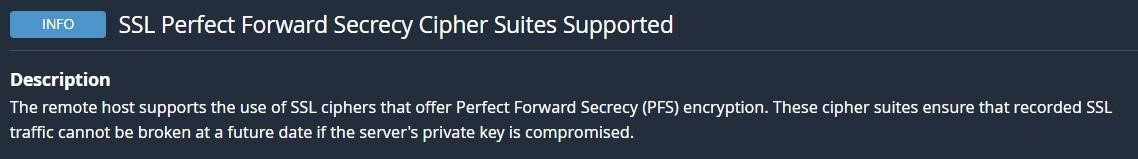 INFO SSL Perfect Forward Secrecy Cipher Suites Supported
Description
The remote host supports the use of SSL ciphers that offer Perfect Forward Secrecy (PFS) encryption. These cipher suites ensure that recorded SSL
traffic cannot be broken at a future date if the server's private key is compromised.